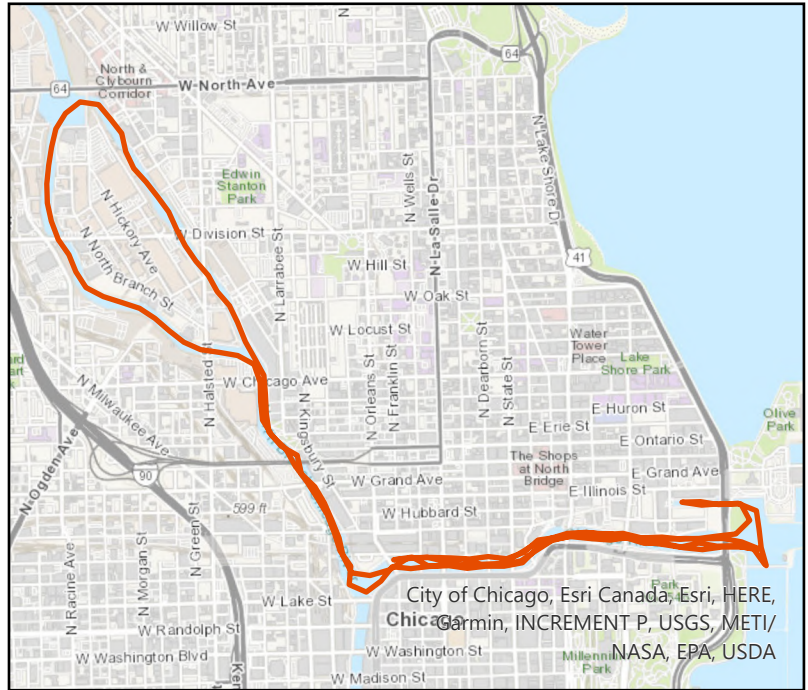 W Willow St
North &
Clybourn
Corridor
64
W-North-Ave
64
N Lake Shore Dr
N Wells St
N-La-Salle-Dr
Edwin
Stanton
Park
N Hickory Ave
N North Branch St
W Division St
N Larrabee St
W Hill St
41
W Oak St
W Locust St
Water
Tower
Place
Lake
Shore Park
N Halsted St
W Chicago Ave
N Orleans St
N Franklin St
N Dearborn St
N State St
N Milwaukee Ave
N Kingsbury St
E Huron St
Olive
Park
E Erie St
E Ontario St
The Shops
at North
Bridge
E Grand Ave
N-Ogden-Ave
90
W Grand Ave
E Illinois St
599 ft
W Hubbard St
N Green St
N Racine Ave
N Morgan St
W Lake St
Park
Chicago
W Randolph St
W Washington Blvd
W Washington St
W Madison St
Park
City of Chicago, Esri Canada, Esri, HERE,
Garmin, INCREMENT P, USGS, METI/
NASA, EPA, USDA